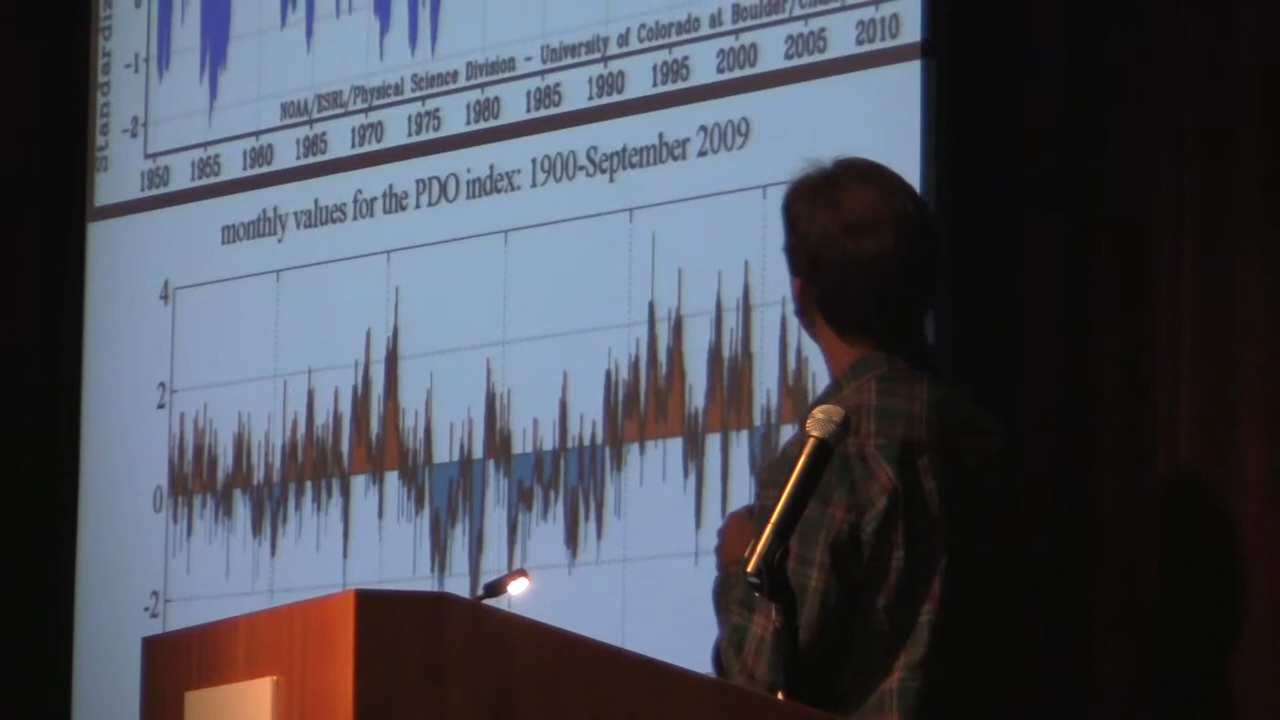 Standardiz
-1
-2
NOAA/ESRL/Physical Science Division - University of Colorado at Boulder/
1950 1955 1960 1965 1970 1975 1980 1985 1990 1995 2000 2005 2010
monthly values for the PDO index: 1900-September 2009
4
2
0
-2